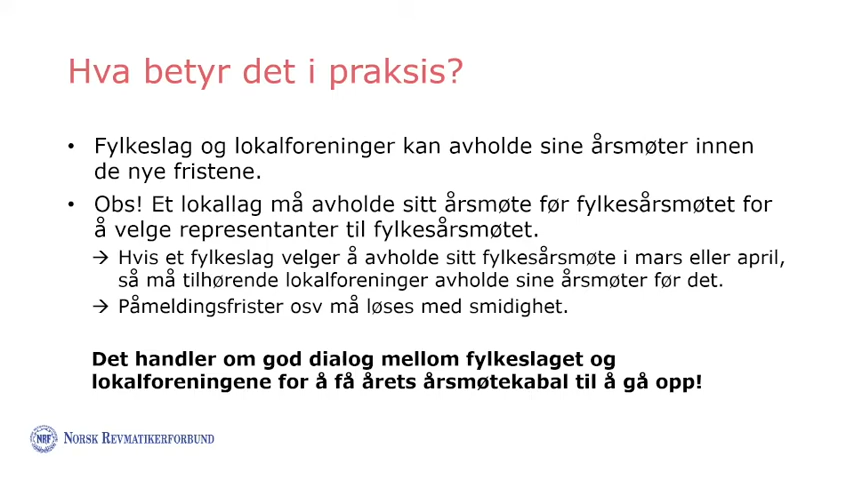 Hva betyr det i praksis?
• Fylkeslag og lokalforeninger kan avholde sine årsmøter innen
de nye fristene.
• Obs! Et lokallag må avholde sitt årsmøte før fylkesårsmøtet for
å velge representanter til fylkesårsmøtet.
→ Hvis et fylkeslag velger å avholde sitt fylkesårsmøte i mars eller april,
så må tilhørende lokalforeninger avholde sine årsmøter før det.
→ Påmeldingsfrister osv må løses med smidighet.
Det handler om god dialog mellom fylkeslaget og
lokalforeningene for å få årets årsmøtekabal til å gå opp!
NRF NORSK REVMATIKERFORBUND